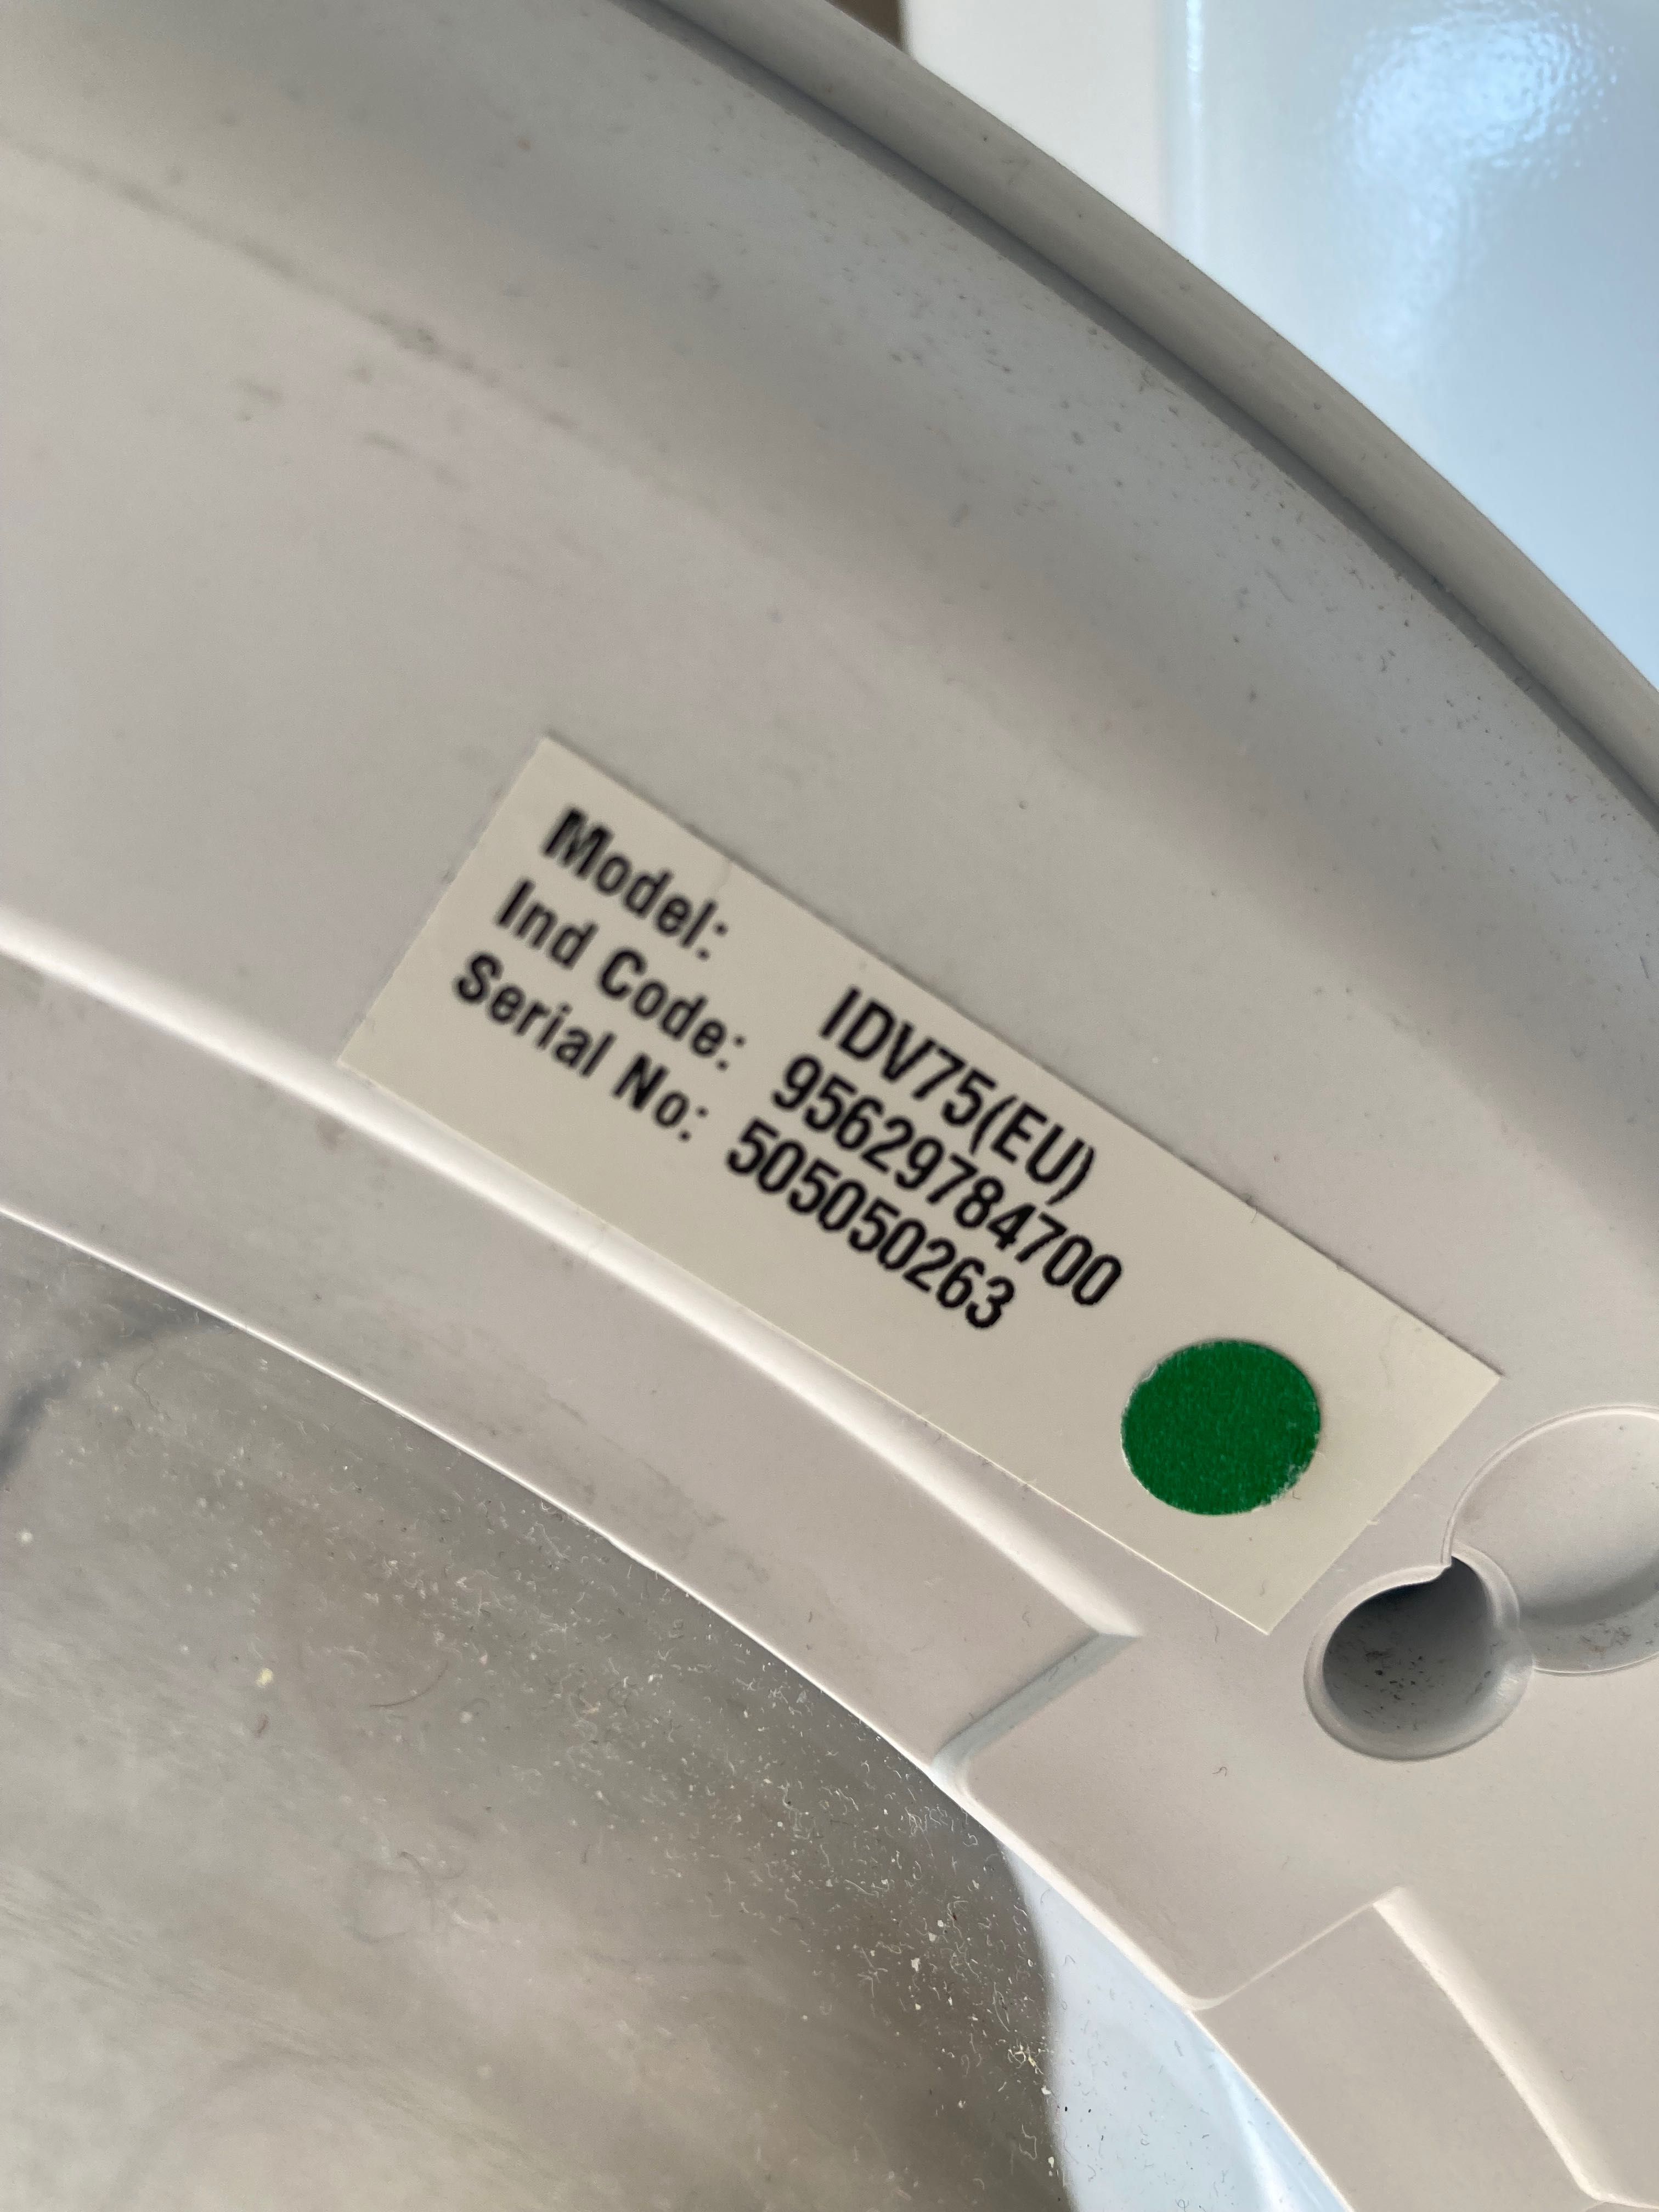 Model: IDV75(EU)
Ind Code: 95629784700
Serial No: 505050263